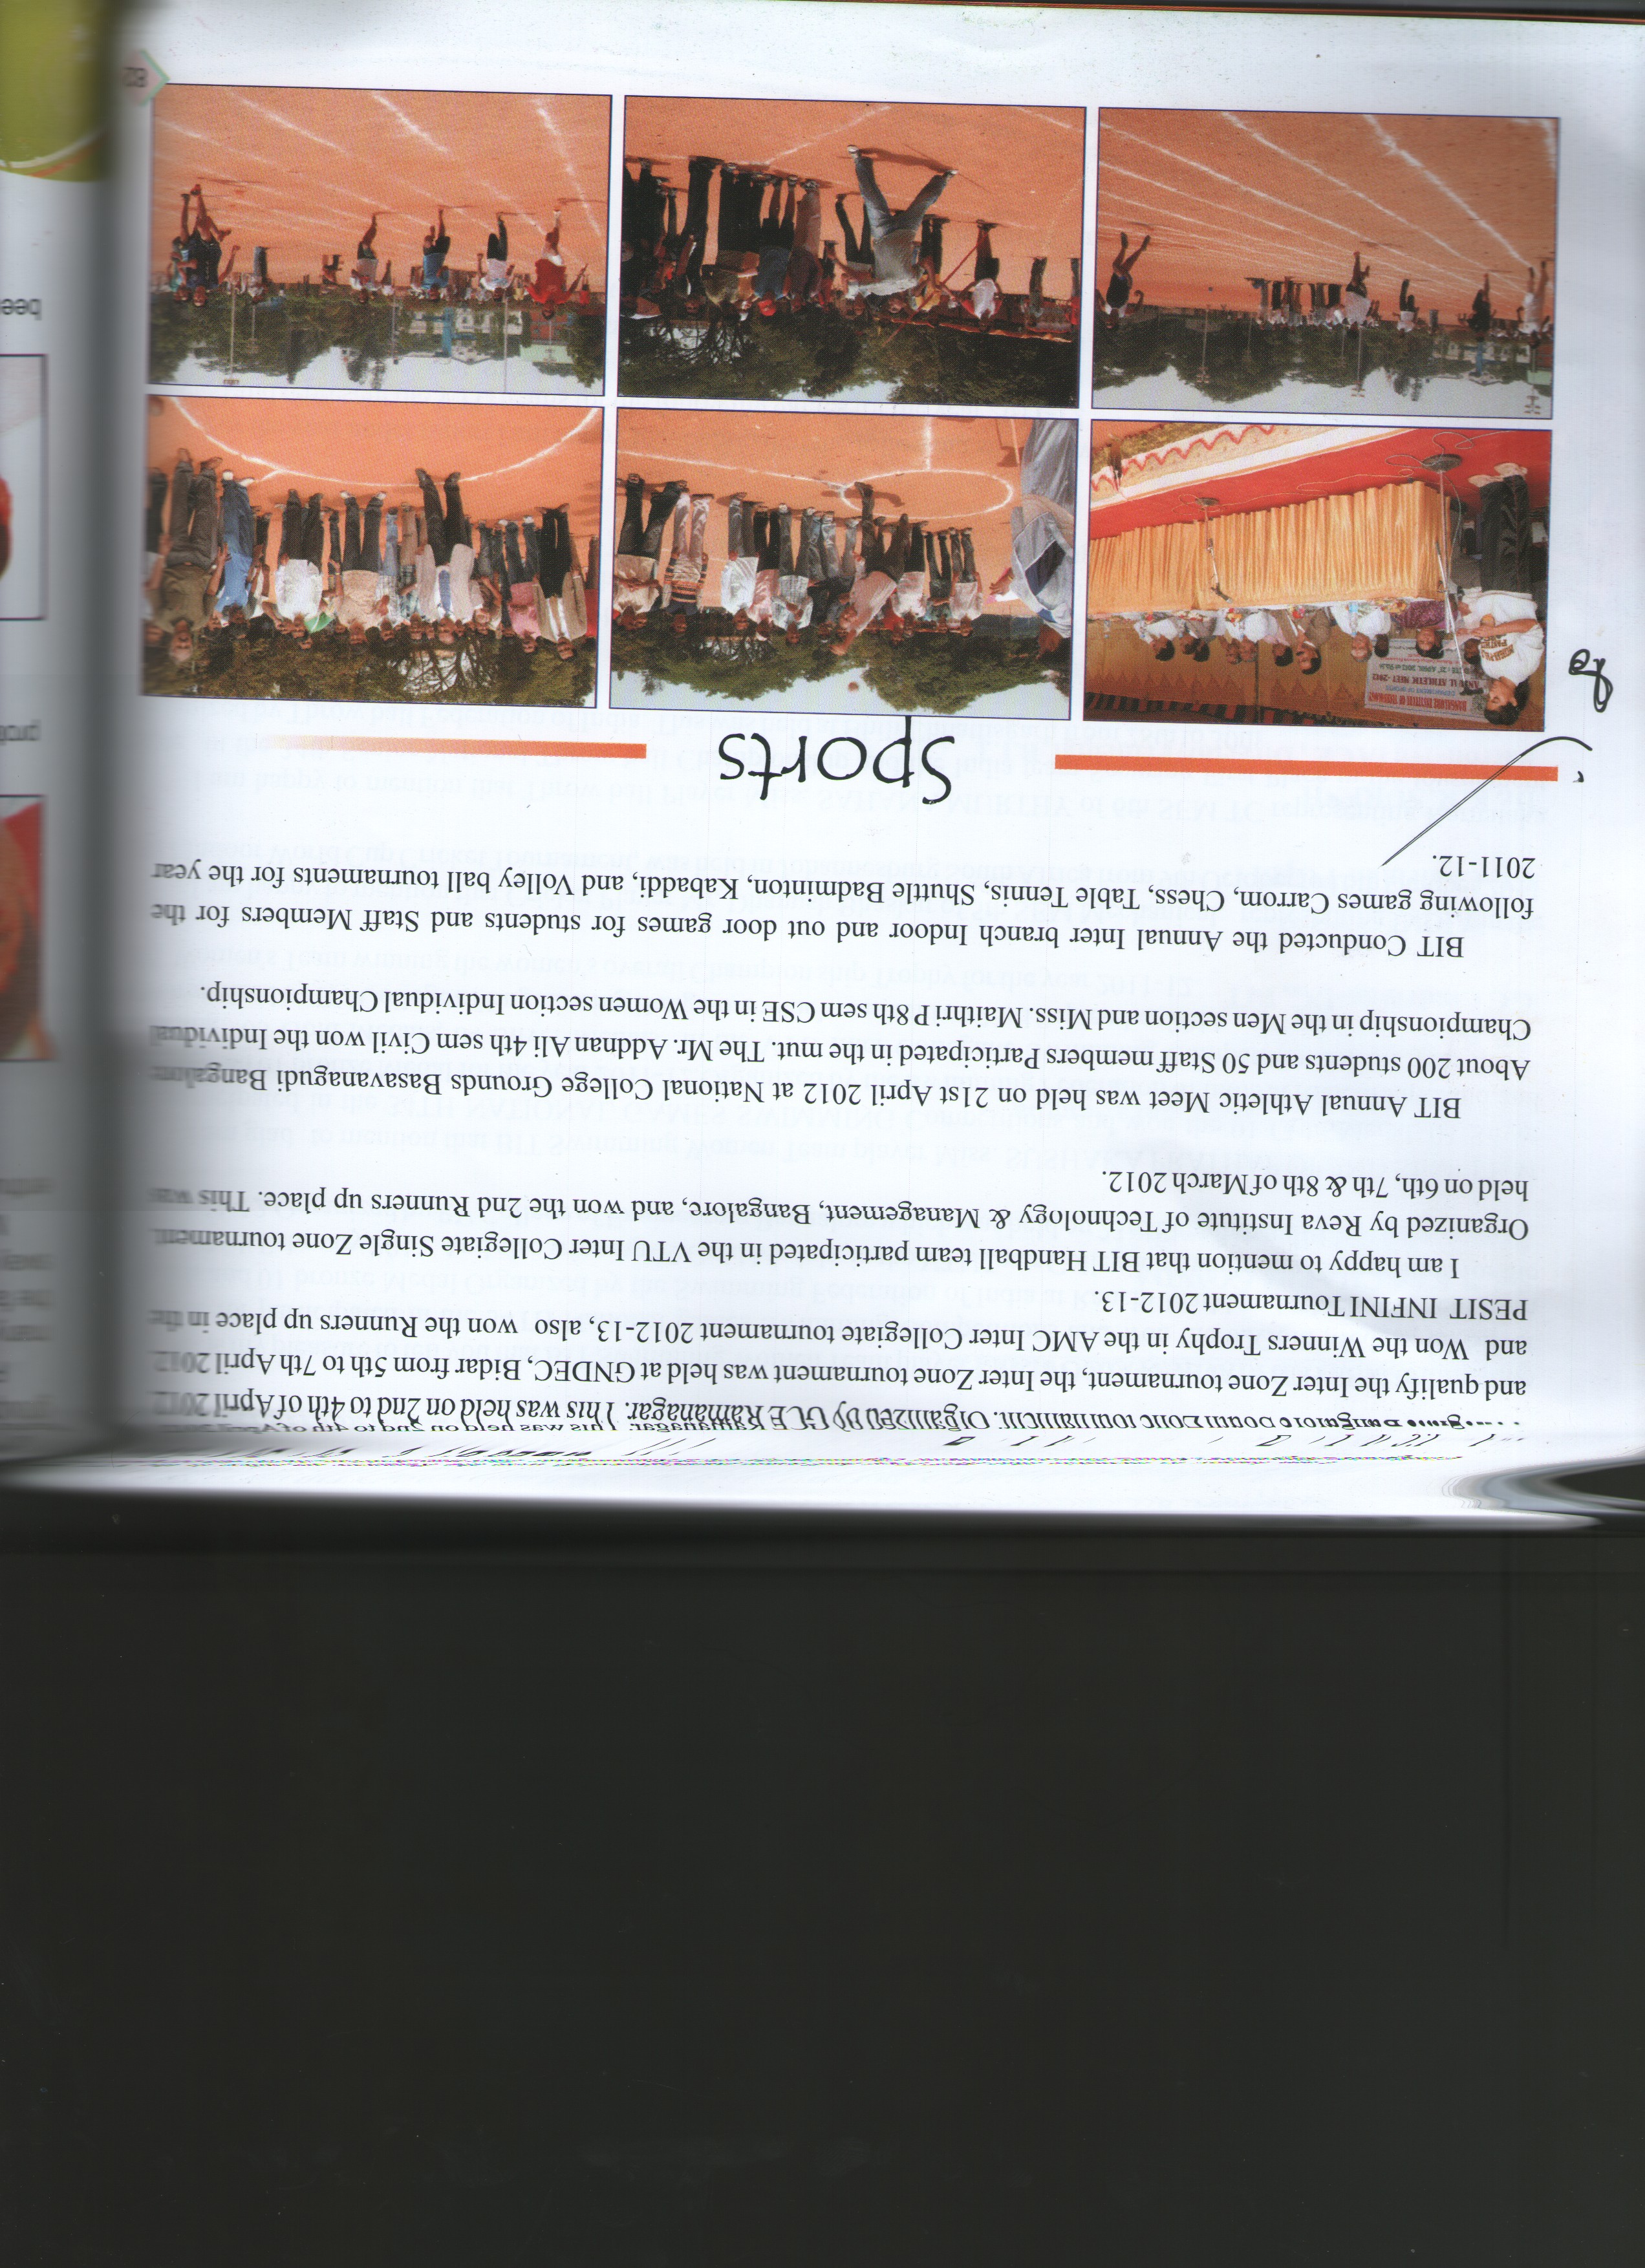 Organized by GCE Ramanagar. This was held on 2nd to 4th of April 2012
and qualify the Inter Zone tournament, the Inter Zone tournament was held at GNDEC, Bidar from 5th to 7th April 2012
and Won the Winners Trophy in the AMC Inter Collegiate tournament 2012-13, also won the Runners up place in the
PESIT INFINI Tournament 2012-13.
I am happy to mention that BIT Handball team participated in the VTU Inter Collegiate Single Zone tournament
Organized by Reva Institute of Technology & Management, Bangalore, and won the 2nd Runners up place. This was
held on 6th, 7th & 8th of March 2012.
BIT Annual Athletic Meet was held on 21st April 2012 at National College Grounds Basavanagudi Bangalore
About 200 students and 50 Staff members Participated in the mut. The Mr. Addnan Ali 4th sem Civil won the Individual
Championship in the Men section and Miss. Maithri P 8th sem CSE in the Women section Individual Championship.
BIT Conducted the Annual Inter branch Indoor and out door games for students and Staff Members for the
following games Carrom, Chess, Table Tennis, Shuttle Badminton, Kabaddi, and Volley ball tournaments for the year
2011-12.
Sports
BANGALORE INSTITUTE OF TECHNOLOGY
DEPARTMENT OF SPORTS
ANNUAL ATHLETIC MEET - 2012
82